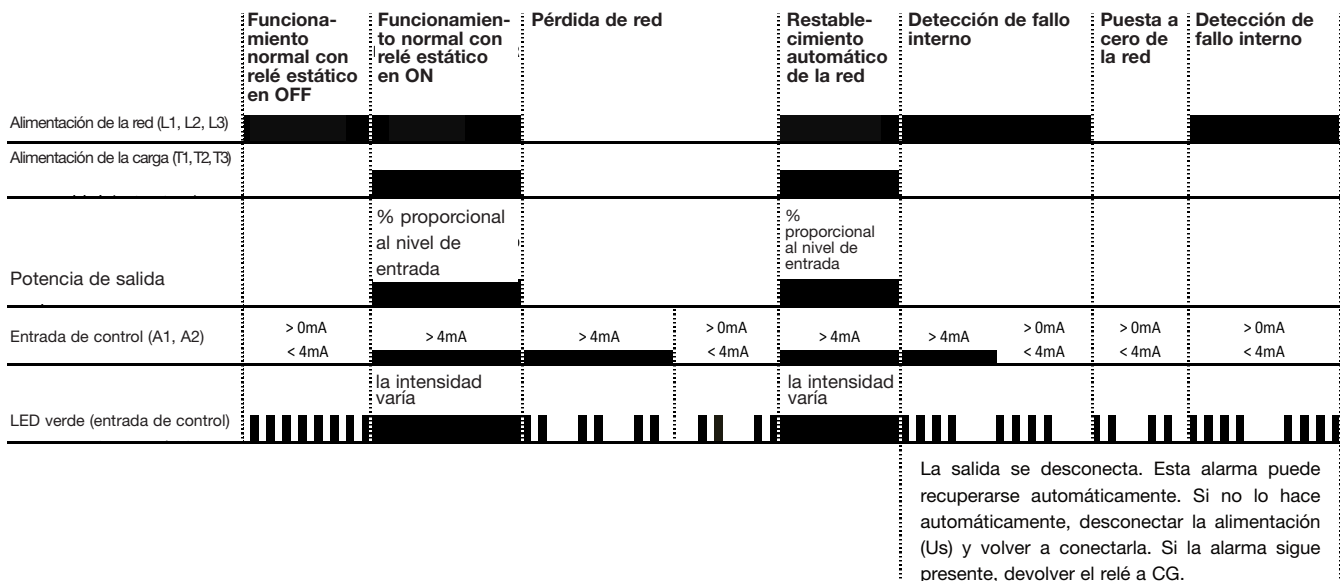 Funciona-
miento
normal con
relé estático
en OFF
Funcionamien-
to normal con
relé estático
en ON
Pérdida de red
Restable-
cimiento
automático
de la red
Detección de fallo
interno
Puesta a
cero de
la red
Detección de
fallo interno
Alimentación de la red (L1, L2, L3)
Alimentación de la carga (T1, T2, T3)
% proporcional
al nivel de
entrada
%
proporcional
al nivel de
entrada
Potencia de salida
Entrada de control (A1, A2)
> 0mA
< 4mA
> 4mA
> 4mA
> 0mA
< 4mA
> 4mA
> 4mA
> 0mA
< 4mA
> 0mA
< 4mA
> 0mA
< 4mA
la intensidad
varía
la intensidad
varía
LED verde (entrada de control)
La salida se desconecta. Esta alarma puede
recuperarse automáticamente. Si no lo hace
automáticamente, desconectar la alimentación
(Us) y volver a conectarla. Si la alarma sigue
presente, devolver el relé a CG.